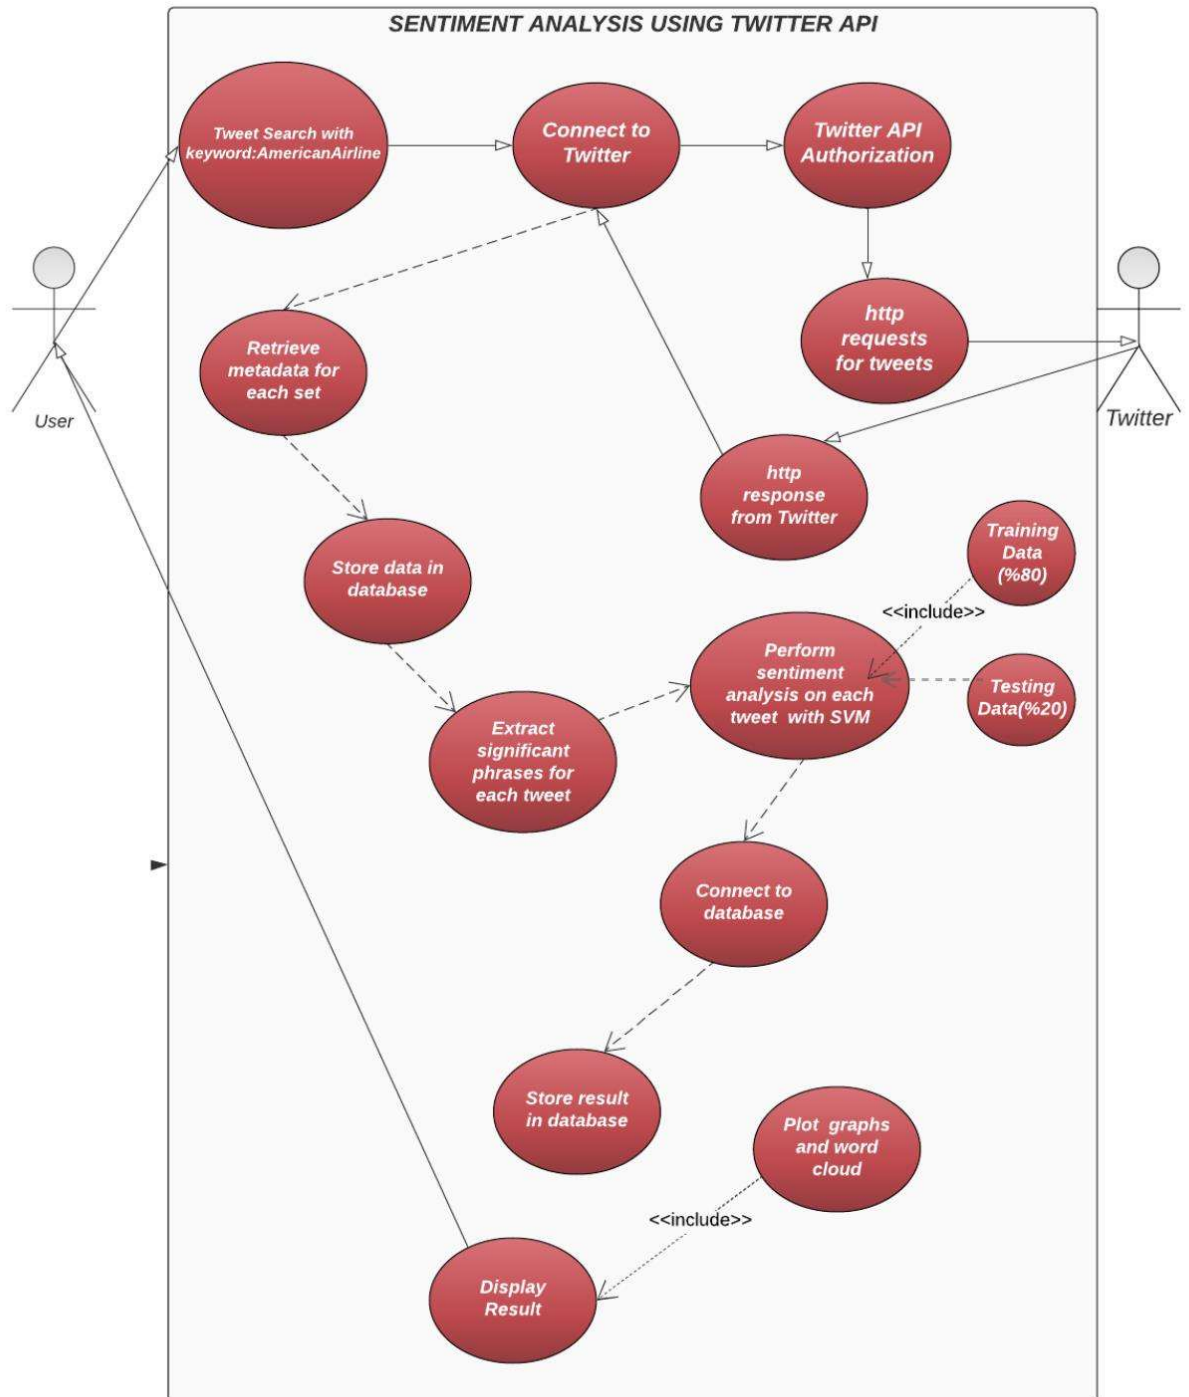 SENTIMENT ANALYSIS USING TWITTER API
Tweet Search with
keyword:AmericanAirline
Connect to
Twitter
Twitter API
Authorization
User
Retrieve
metadata for
each set
http
requests
for tweets
Twitter
http
response
from Twitter
Store data in
database
Training
Data
(%80)
<<include>>
Perform
sentiment
analysis on each
tweet  with SVM
Testing
Data(%20)
Extract
significant
phrases for
each tweet
Connect to
database
Store result
in database
Plot  graphs
and word
cloud
<<include>>
Display
Result